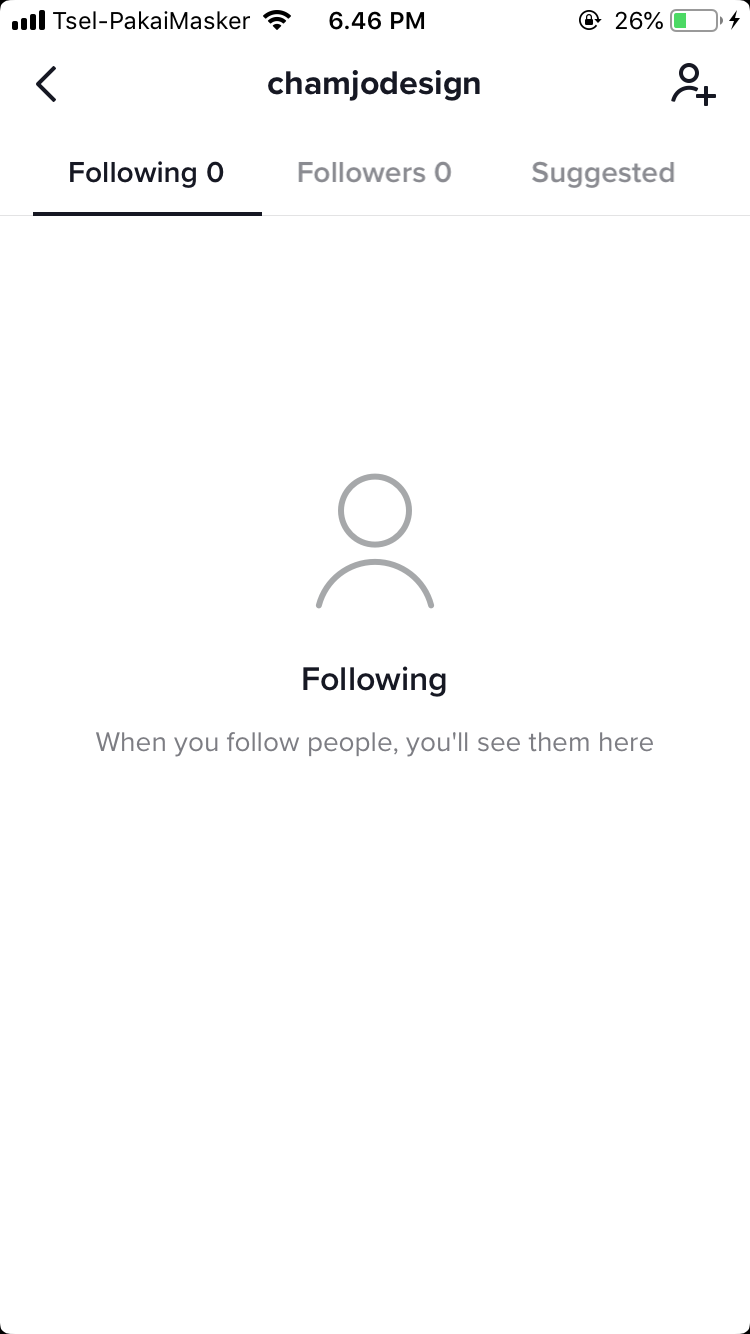 Tsel-PakaiMasker 6.46 PM 26%
chamjodesign
Following 0 Followers 0 Suggested
Following
When you follow people, you'll see them here